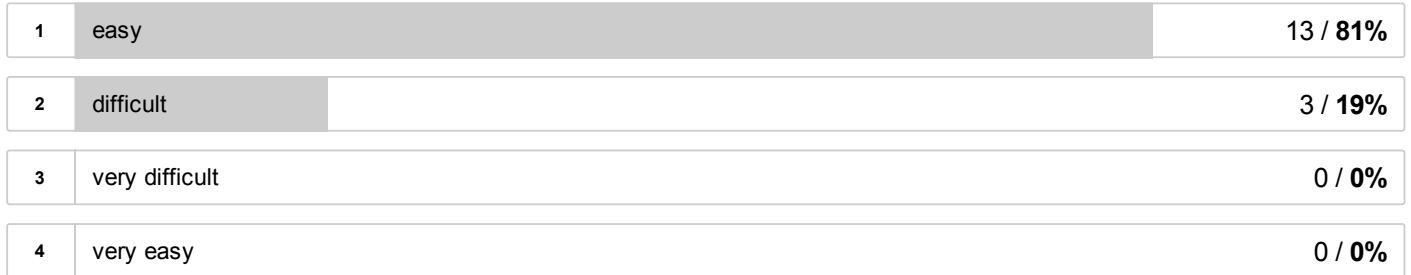 1 easy 13 / 81%
2 difficult 3 / 19%
3 very difficult 0 / 0%
4 very easy 0 / 0%